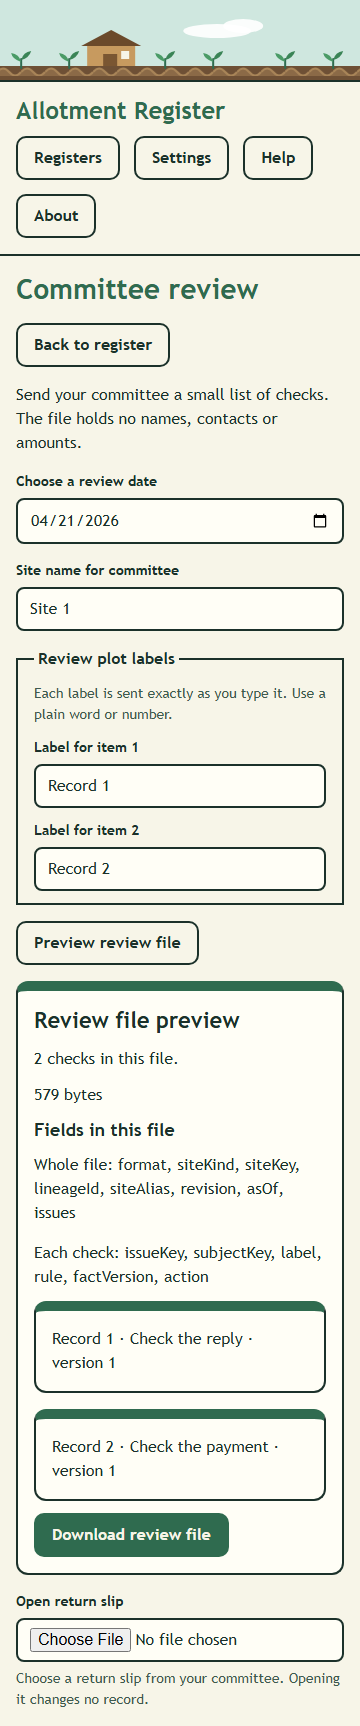 Allotment Register
Registers
Settings
Help
About
Committee review
Back to register
Send your committee a small list of checks.
The file holds no names, contacts or
amounts.
Choose a review date
04/21/2026
Site name for committee
Site 1
Review plot labels
Each label is sent exactly as you type it. Use a
plain word or number.
Label for item 1
Record 1
Label for item 2
Record 2
Preview review file
Review file preview
2 checks in this file.
579 bytes
Fields in this file
Whole file: format, siteKind, siteKey,
lineageId, siteAlias, revision, asOf,
issues
Each check: issueKey, subjectKey, label,
rule, factVersion, action
Record 1 · Check the reply ·
version 1
Record 2 · Check the payment ·
version 1
Download review file
Open return slip
Choose File No file chosen
Choose a return slip from your committee. Opening
it changes no record.